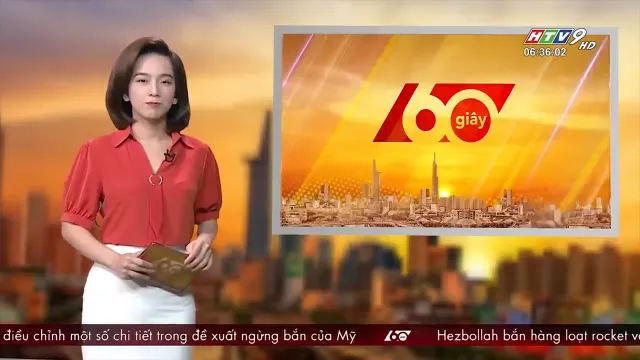 HTV9 HD
06:36:02
60 giây
điều chỉnh một số chi tiết trong đề xuất ngừng bắn của Mỹ 60 Hezbollah bắn hàng loạt rocket v